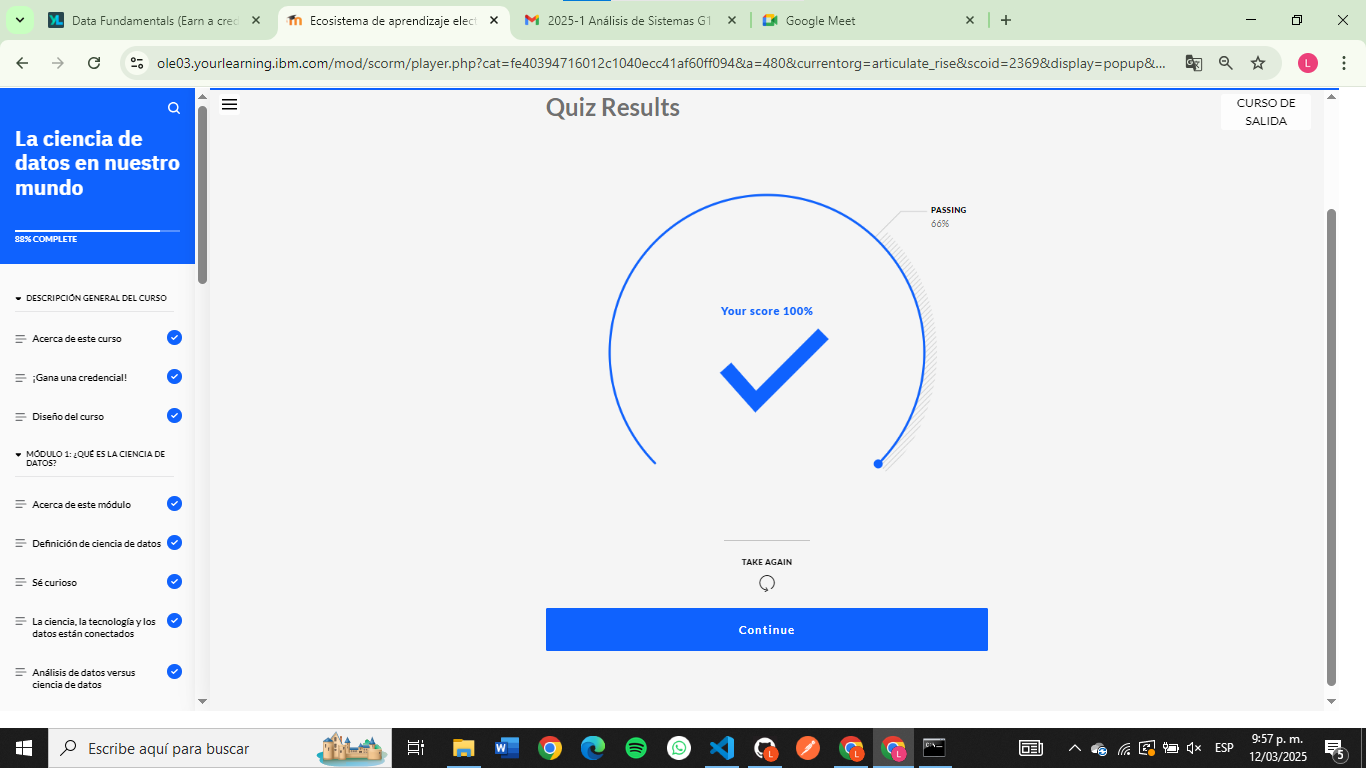 Data Fundamentals (Earn a cred
Ecosistema de aprendizaje elect
2025-1 Análisis de Sistemas G1
Google Meet
ole03.yourlearning.ibm.com/mod/scorm/player.php?cat=fe40394716012c1040ecc41af60ff094&a=480&currentorg=articulate_rise&scoid=2369&display=popup&...
L
La ciencia de
datos en nuestro
mundo
88% COMPLETE
DESCRIPCIÓN GENERAL DEL CURSO
Acerca de este curso
¡Gana una credencial!
Diseño del curso
MÓDULO 1: ¿QUÉ ES LA CIENCIA DE
DATOS?
Acerca de este módulo
Definición de ciencia de datos
Sé curioso
La ciencia, la tecnología y los
datos están conectados
Análisis de datos versus
ciencia de datos
Quiz Results
CURSO DE
SALIDA
PASSING
66%
Your score 100%
TAKE AGAIN
Continue
Escribe aquí para buscar
ESP
9:57 p. m.
12/03/2025
5